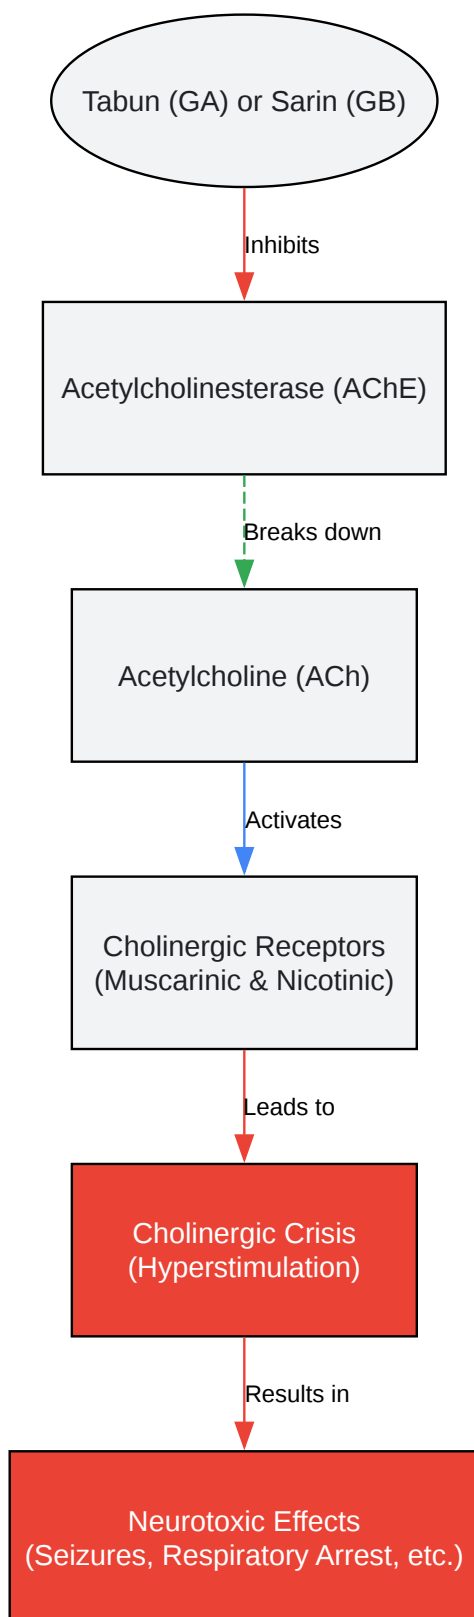 Tabun (GA) or Sarin (GB)
Inhibits
Acetylcholinesterase (AChE)
Breaks down
Acetylcholine (ACh)
Activates
Cholinergic Receptors
(Muscarinic & Nicotinic)
Leads to
Cholinergic Crisis
(Hyperstimulation)
Results in
Neurotoxic Effects
(Seizures, Respiratory Arrest, etc.)